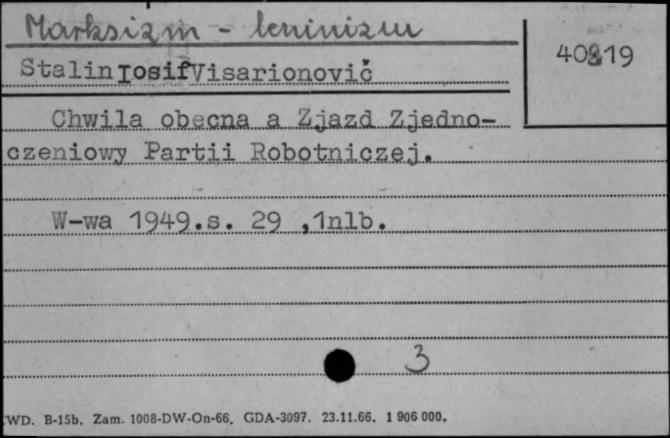 Marksizm - leninizm
40819
Stalin Iosif Visarionovič
Chwila obecna a Zjazd Zjedno-
czeniowy Partii Robotniczej.
W-wa 1949.s. 29 ,1nlb.
3
WD. B-15b. Zam. 1008-DW-On-66. GDA-3097. 23.11.66. 1 906 000.